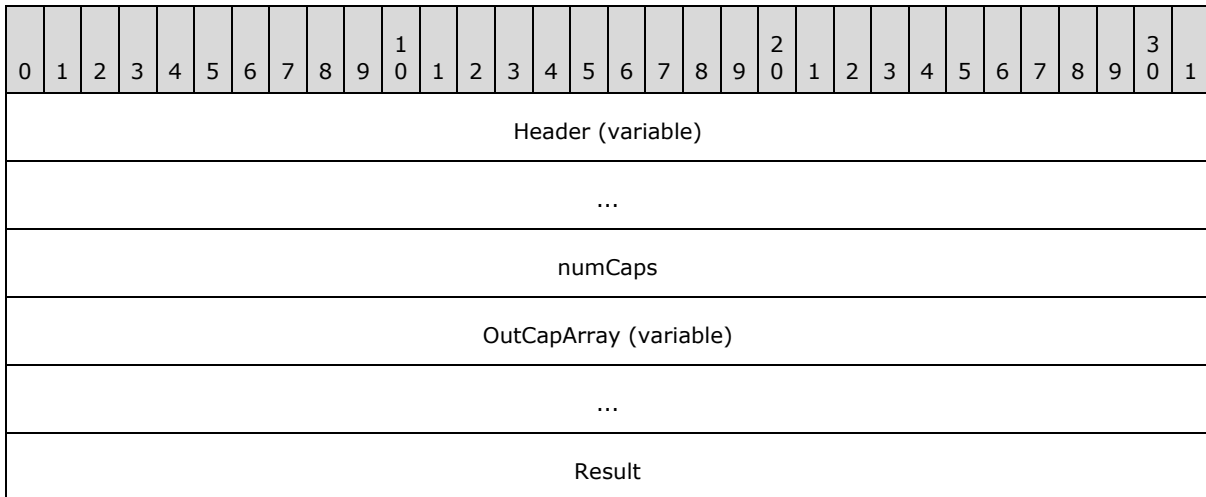 1 2 3
0 1 2 3 4 5 6 7 8 9 0 1 2 3 4 5 6 7 8 9 0 1 2 3 4 5 6 7 8 9 0 1
Header (variable)
...
numCaps
OutCapArray (variable)
...
Result